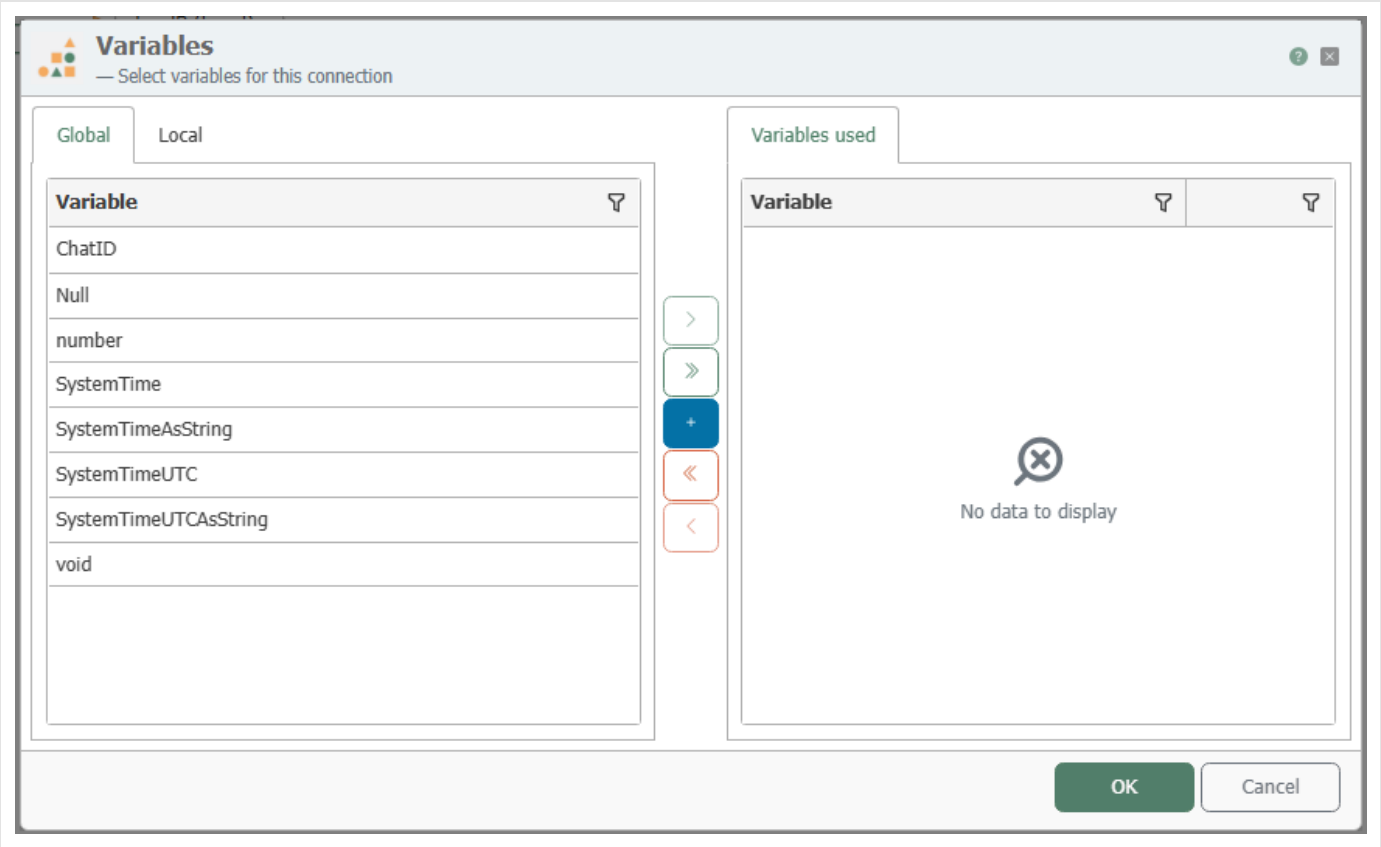 Variables
— Select variables for this connection
Global
Local
Variable
ChatID
Null
number
SystemTime
SystemTimeAsString
SystemTimeUTC
SystemTimeUTCAsString
void
Variables used
Variable
No data to display
OK
Cancel